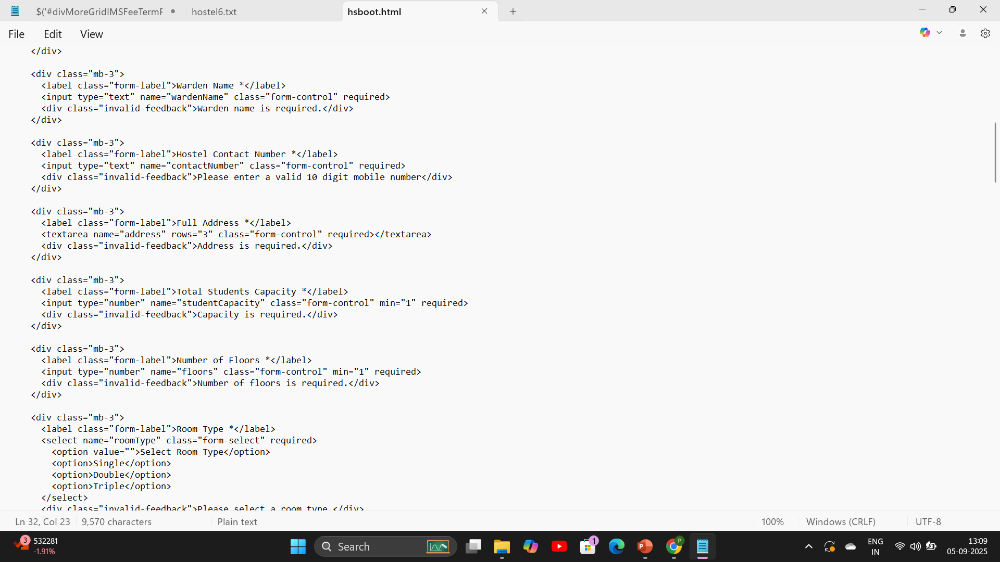 $('#divMoreGridIMSFeeTermF
hostel6.txt
hsboot.html
File
Edit
View
</div>
<div class="mb-3">
<label class="form-label">Warden Name *</label>
<input type="text" name="wardenName" class="form-control" required>
<div class="invalid-feedback">Warden name is required.</div>
</div>
<div class="mb-3">
<label class="form-label">Hostel Contact Number *</label>
<input type="text" name="contactNumber" class="form-control" required>
<div class="invalid-feedback">Please enter a valid 10 digit mobile number</div>
</div>
<div class="mb-3">
<label class="form-label">Full Address *</label>
<textarea name="address" rows="3" class="form-control" required></textarea>
<div class="invalid-feedback">Address is required.</div>
</div>
<div class="mb-3">
<label class="form-label">Total Students Capacity *</label>
<input type="number" name="studentCapacity" class="form-control" min="1" required>
<div class="invalid-feedback">Capacity is required.</div>
</div>
<div class="mb-3">
<label class="form-label">Number of Floors *</label>
<input type="number" name="floors" class="form-control" min="1" required>
<div class="invalid-feedback">Number of floors is required.</div>
</div>
<div class="mb-3">
<label class="form-label">Room Type *</label>
<select name="roomType" class="form-select" required>
<option value="">Select Room Type</option>
<option>Single</option>
<option>Double</option>
<option>Triple</option>
</select>
<div class="invalid-feedback">Please select a room type.</div>
Ln 32, Col 23
9,570 characters
Plain text
100%
Windows (CRLF)
UTF-8
3
532281
-1.91%
Search
1
P
P
ENG
IN
13:09
05-09-2025